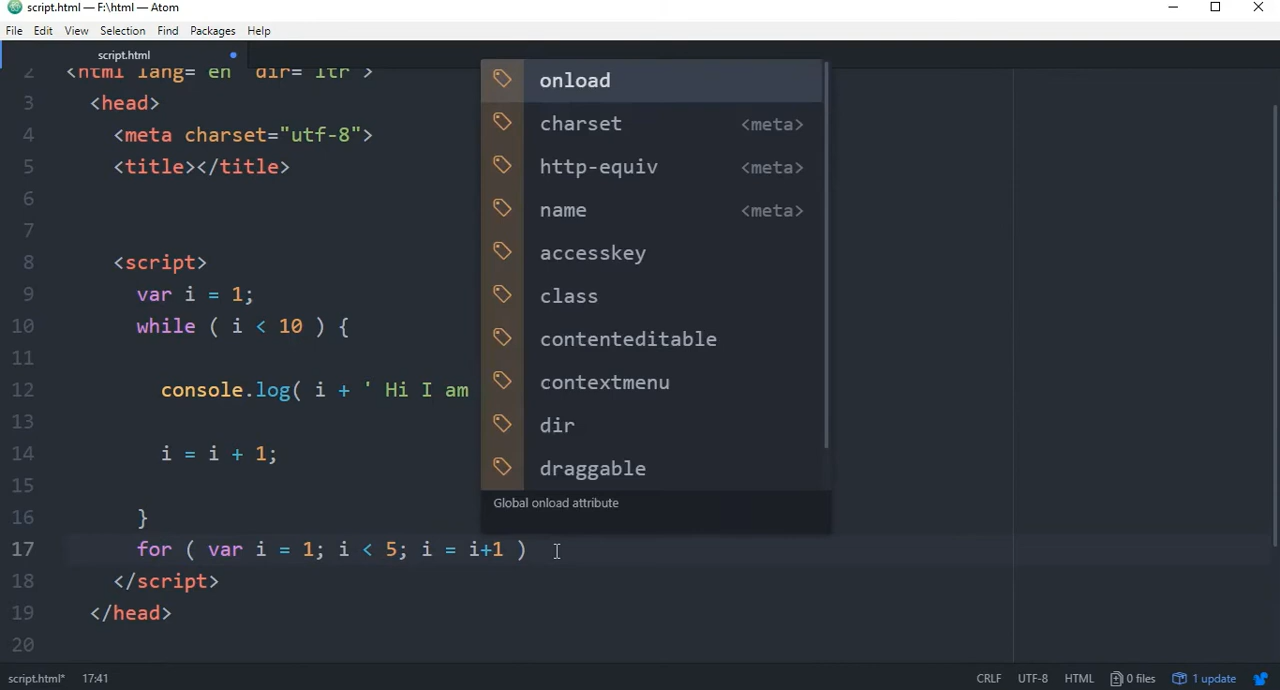 script.html — F:\html — Atom
File Edit View Selection Find Packages Help
script.html
2 <html lang="en" dir="ltr">
3 <head>
4 <meta charset="utf-8">
5 <title></title>
6
7
8 <script>
9 var i = 1;
10 while ( i < 10 ) {
11
12 console.log( i + ' Hi I am
13
14 i = i + 1;
15
16 }
17 for ( var i = 1; i < 5; i = i+1 )
18 </script>
19 </head>
20
onload
charset <meta>
http-equiv <meta>
name <meta>
accesskey
class
contenteditable
contextmenu
dir
draggable
Global onload attribute
script.html* 17:41 CRLF UTF-8 HTML 0 files 1 update